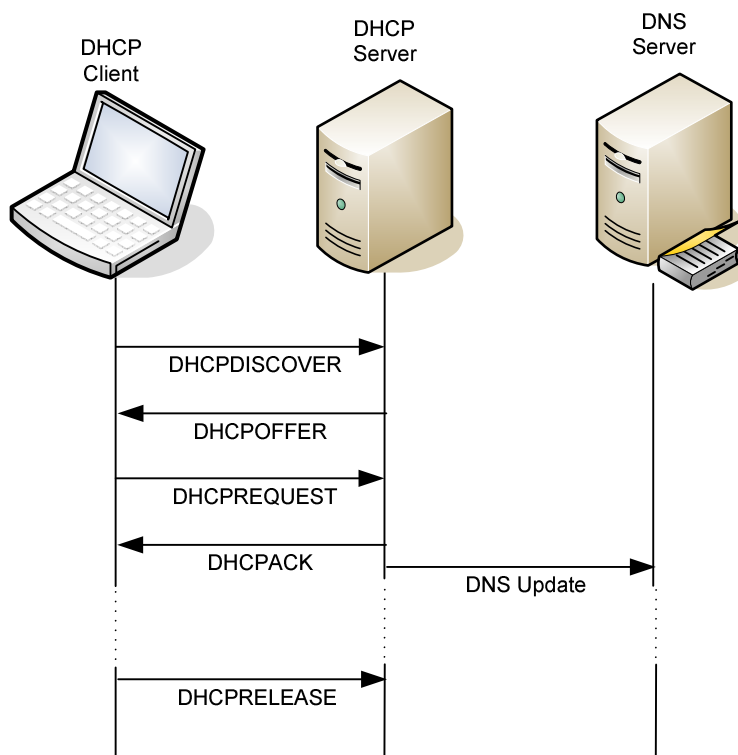 DHCP
Client
DHCP
Server
DNS
Server
DHCPDISCOVER
DHCPOFFER
DHCPREQUEST
DHCPACK
DNS Update
DHCPRELEASE